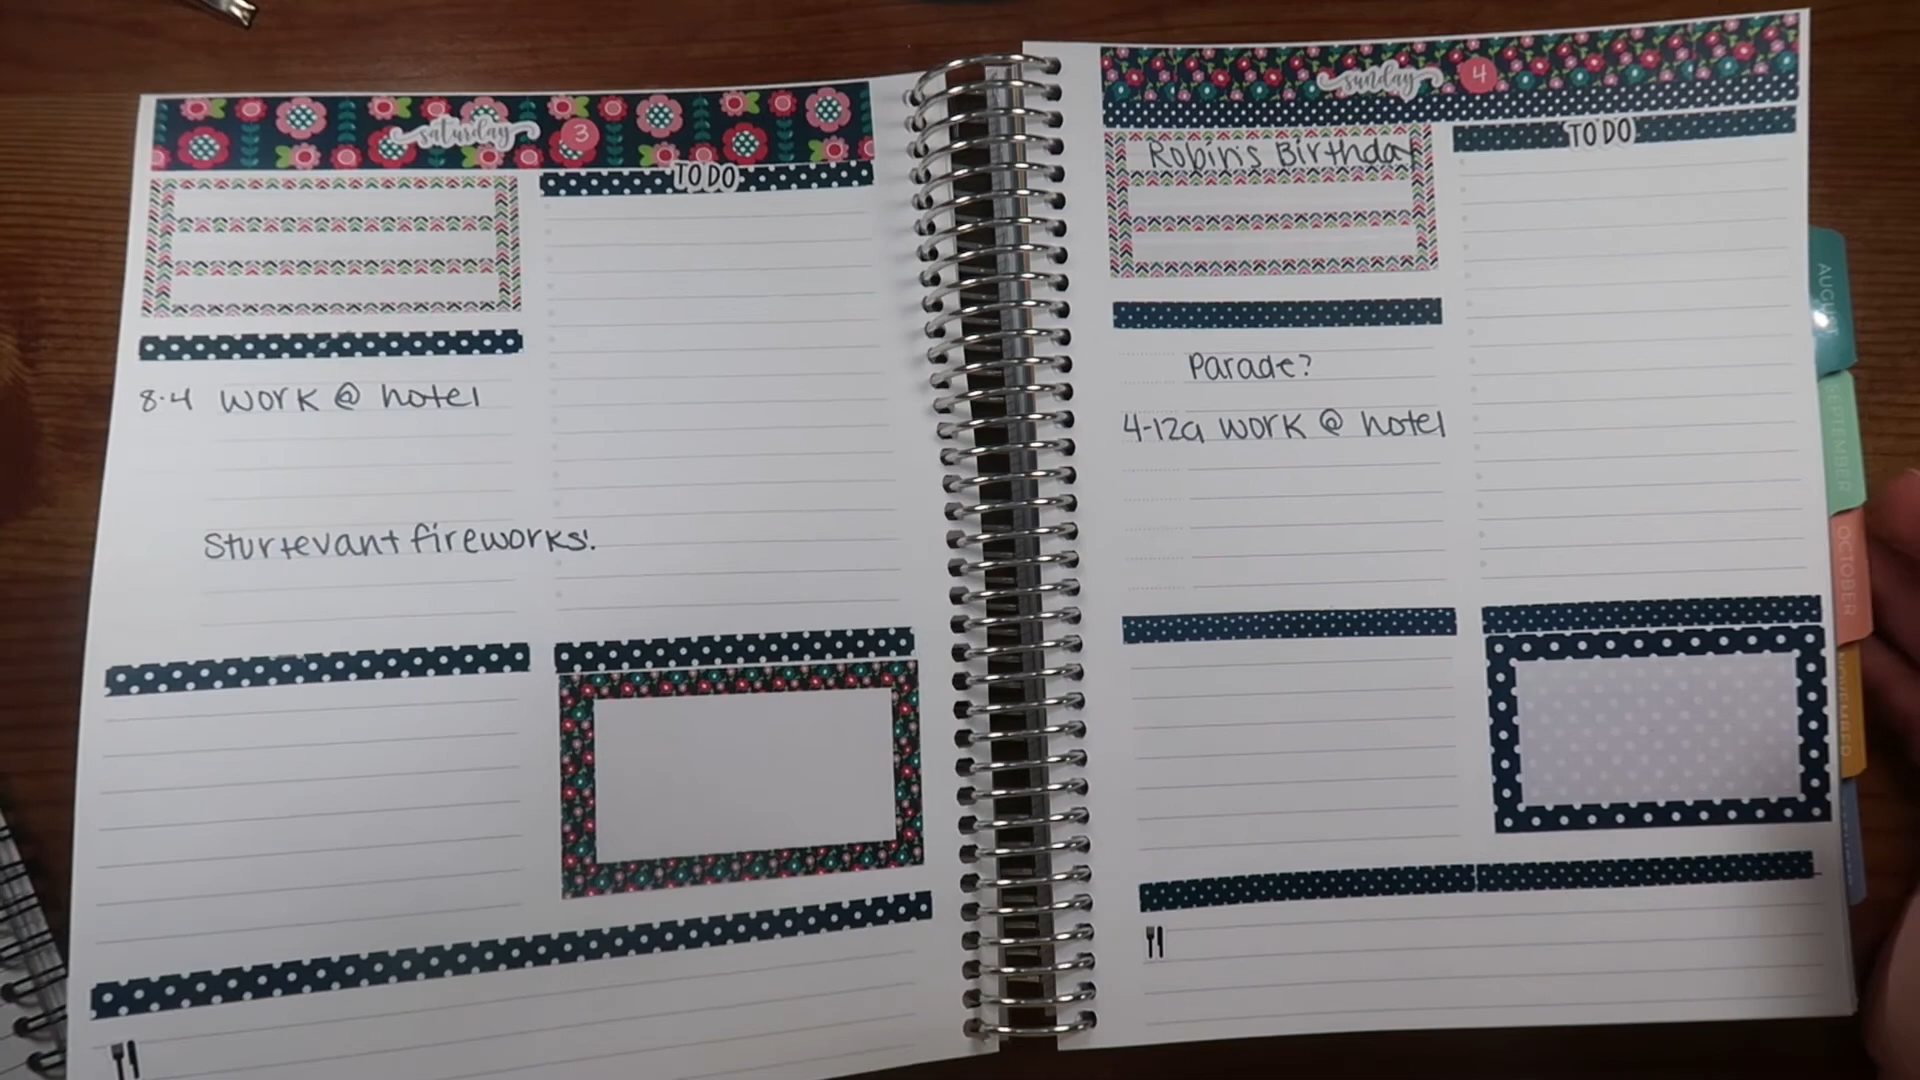 saturday 3
TO DO
8-4 work @ hotel
Sturtevant fireworks!
sunday 4
Robin's Birthday
TO DO
Parade?
4-12a work @ hotel
AUGUST
SEPTEMBER
OCTOBER
NOVEMBER